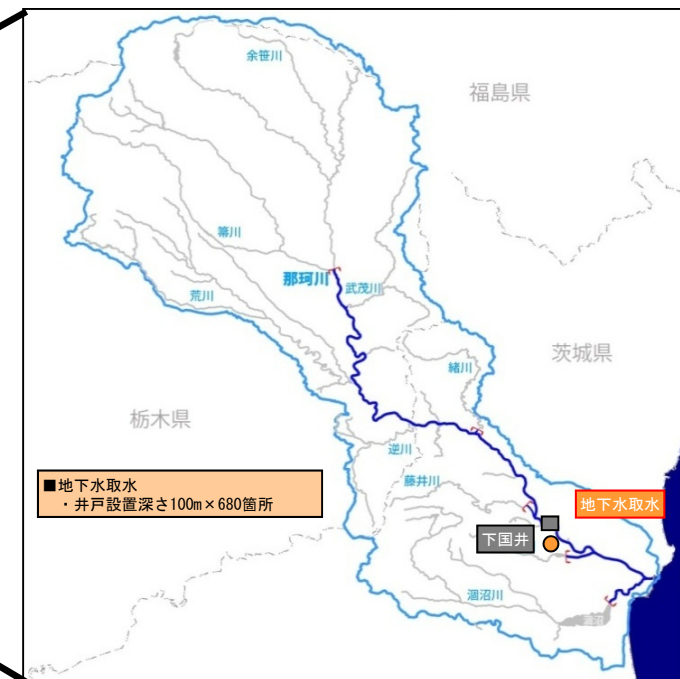 余笹川
福島県
箒川
那珂川
武茂川
荒川
茨城県
緒川
栃木県
逆川
藤井川
■地下水取水
・井戸設置深さ100m×680箇所
地下水取水
下国井
涸沼川
涸沼